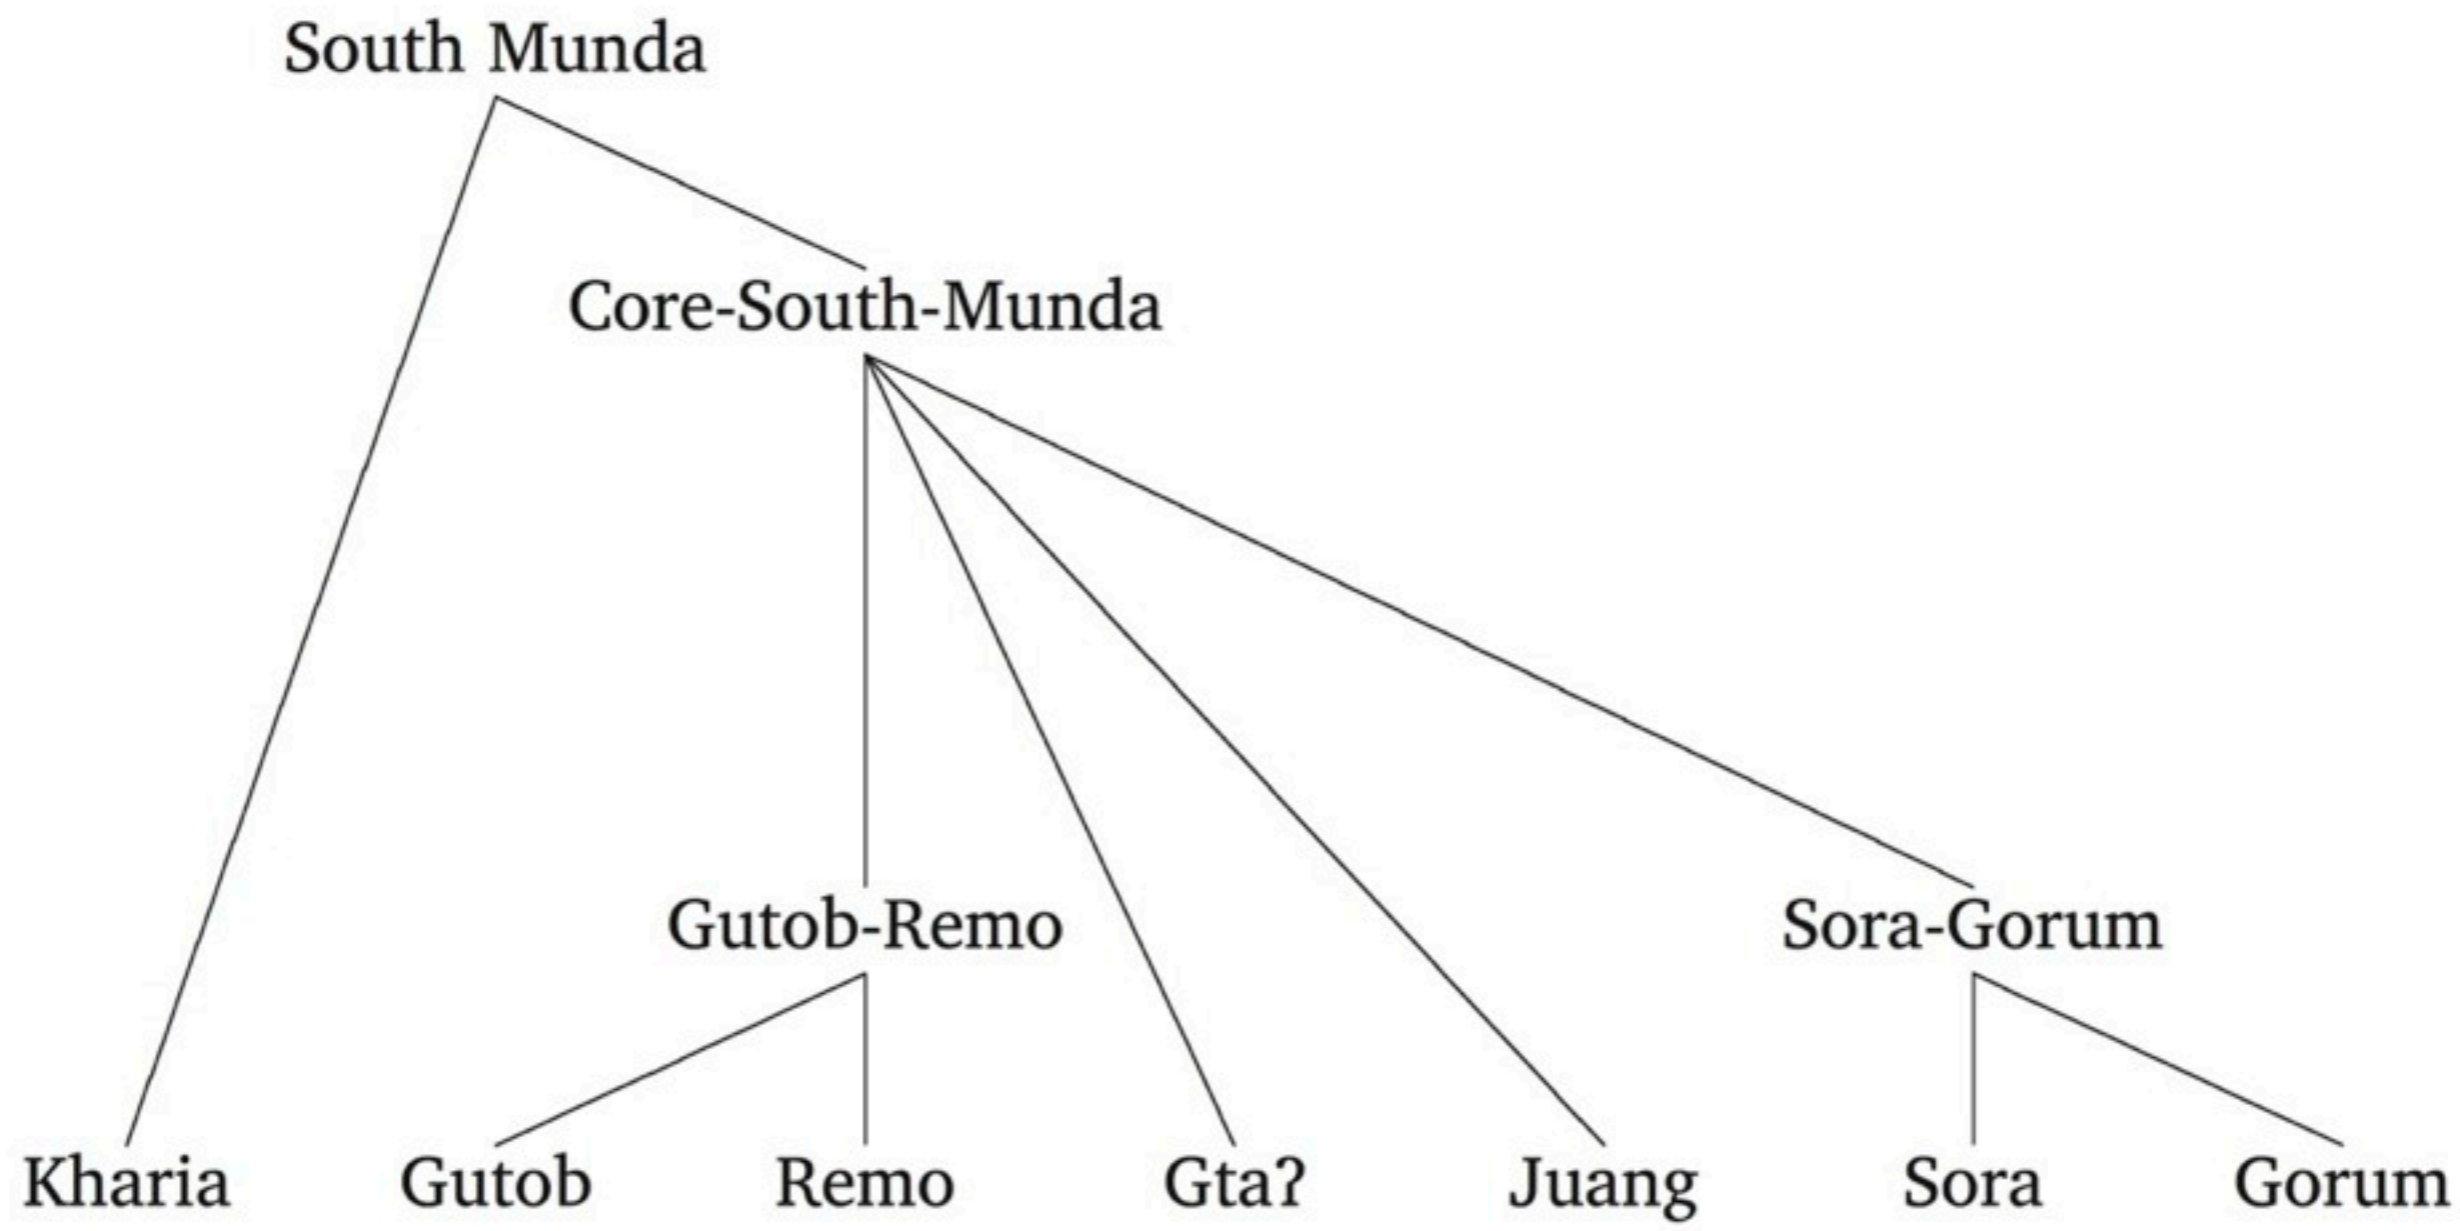 South Munda
Core-South-Munda
Gutob-Remo
Sora-Gorum
Kharia
Gutob
Remo
Gtaʔ
Juang
Sora
Gorum